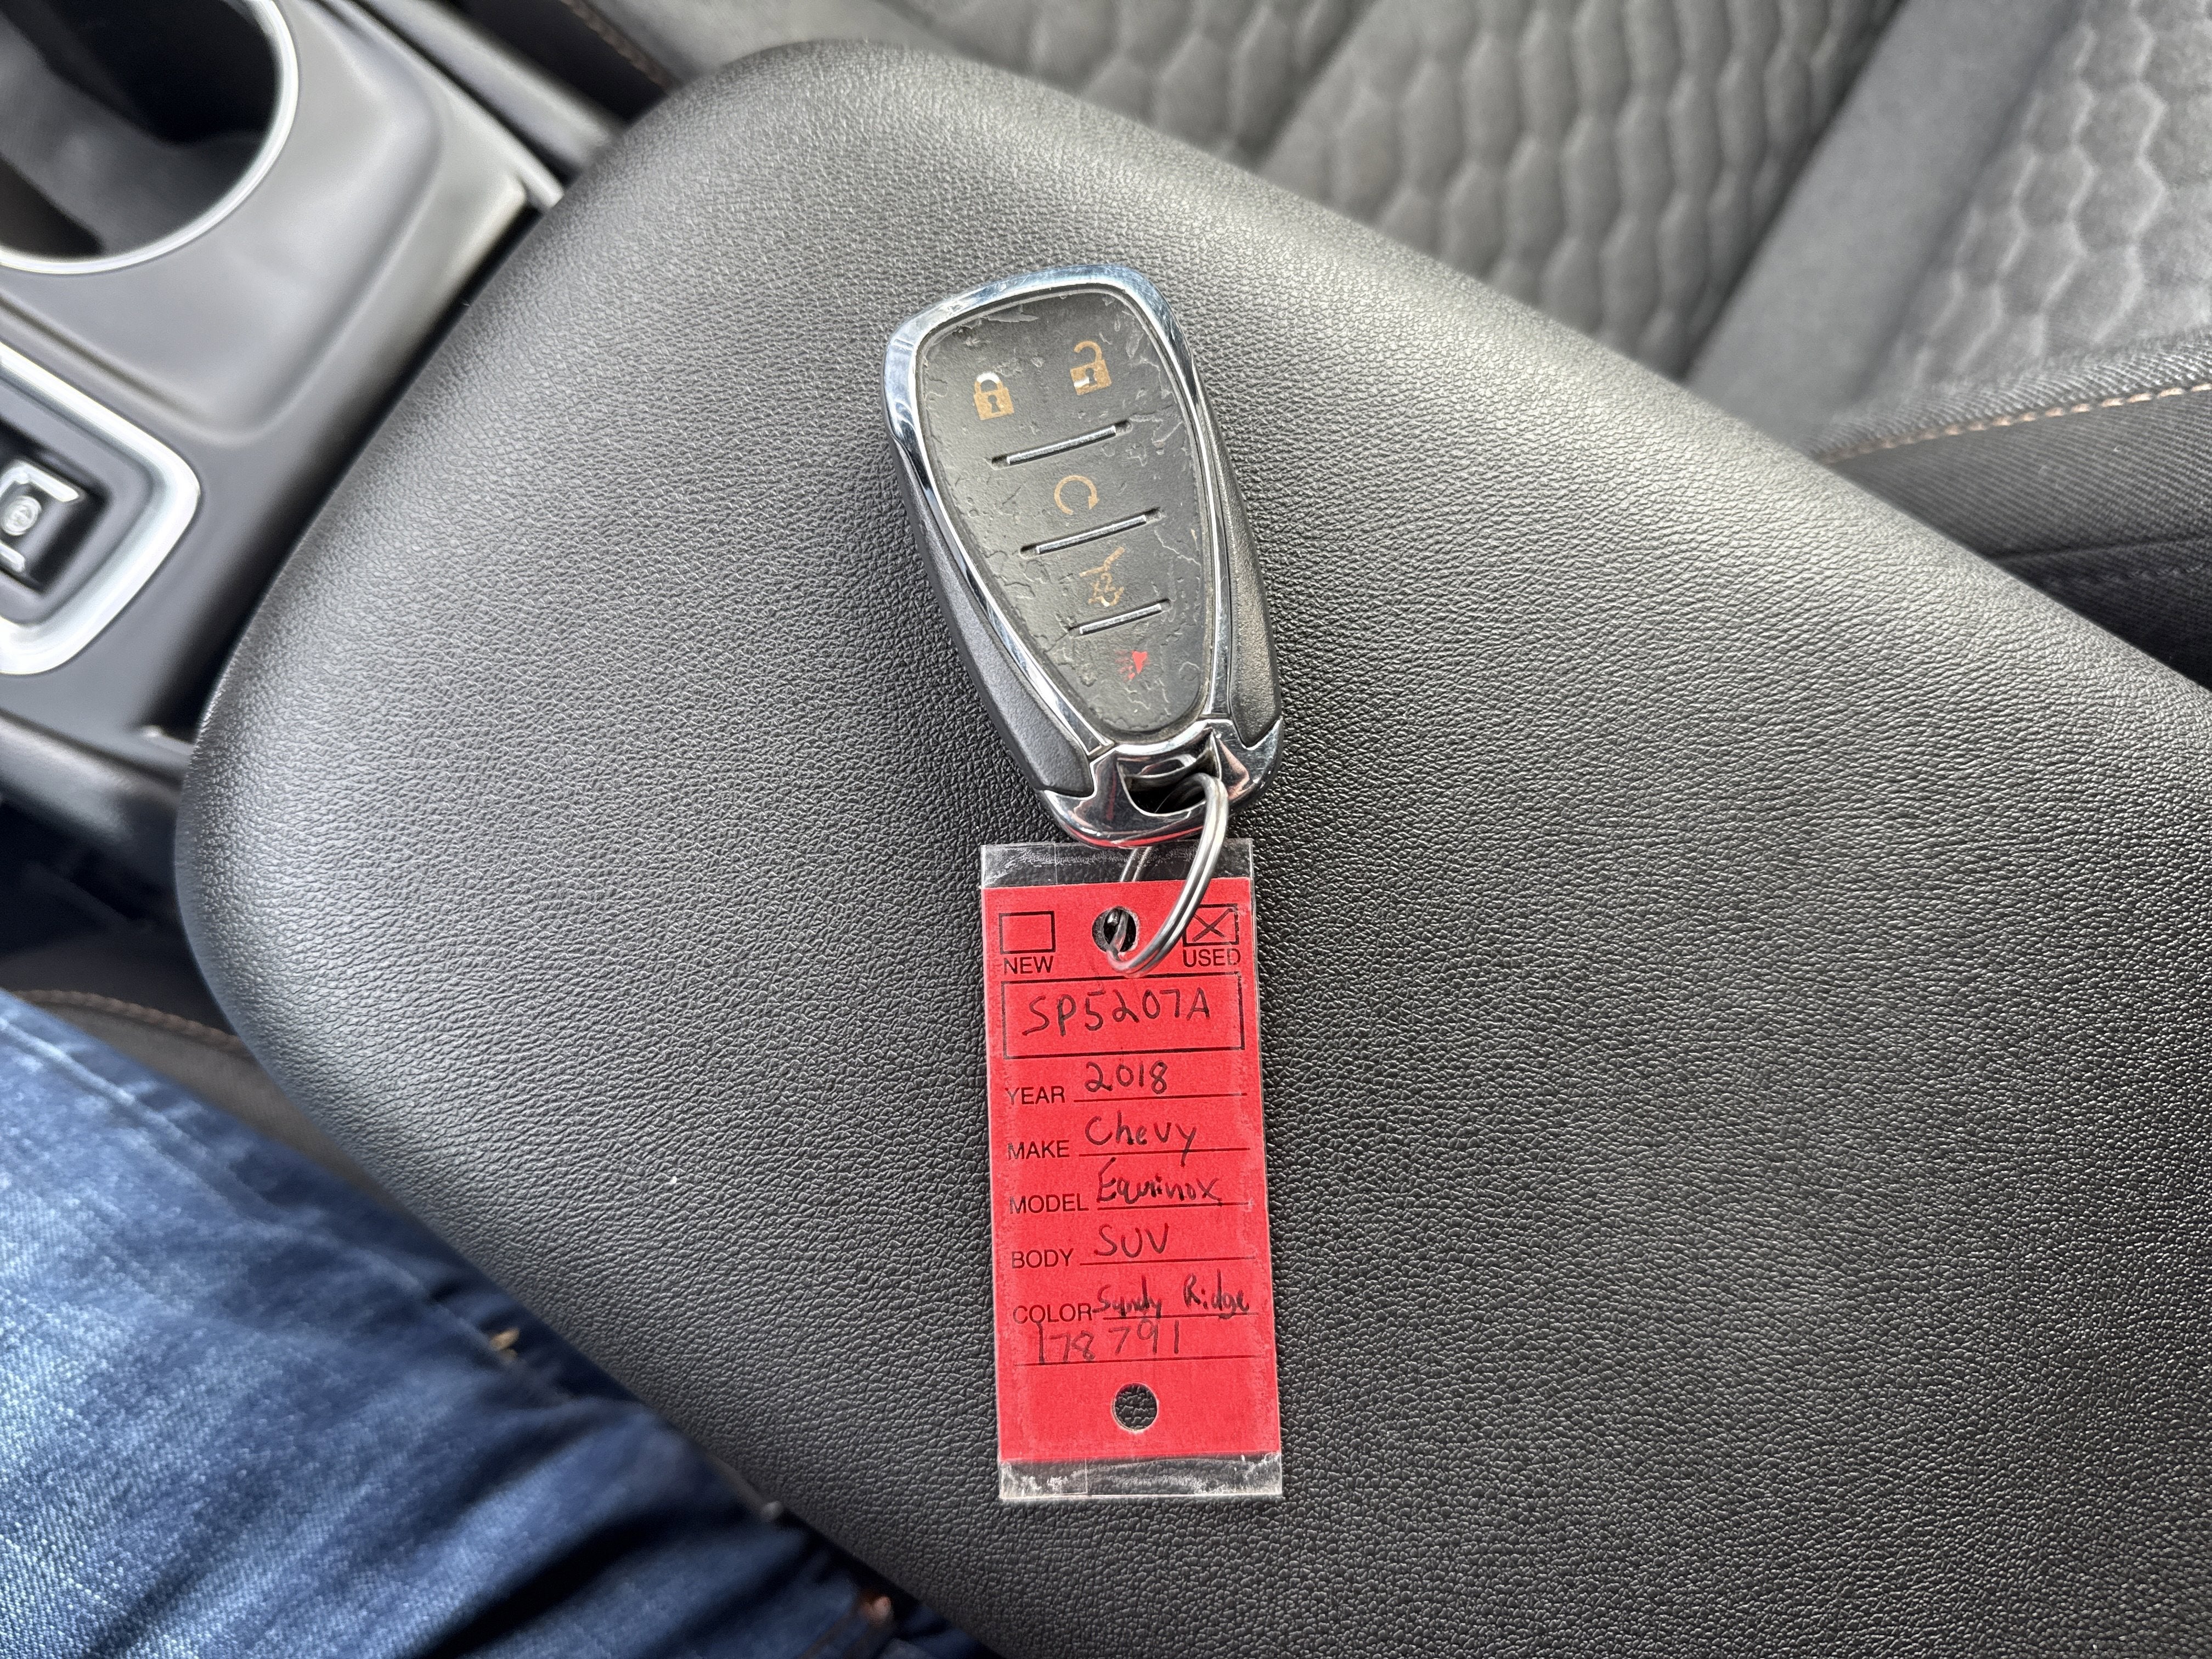 NEW USED
SP5207A
YEAR 2018
MAKE Chevy
MODEL Equinox
BODY SUV
COLOR Sandy Ridge
178791